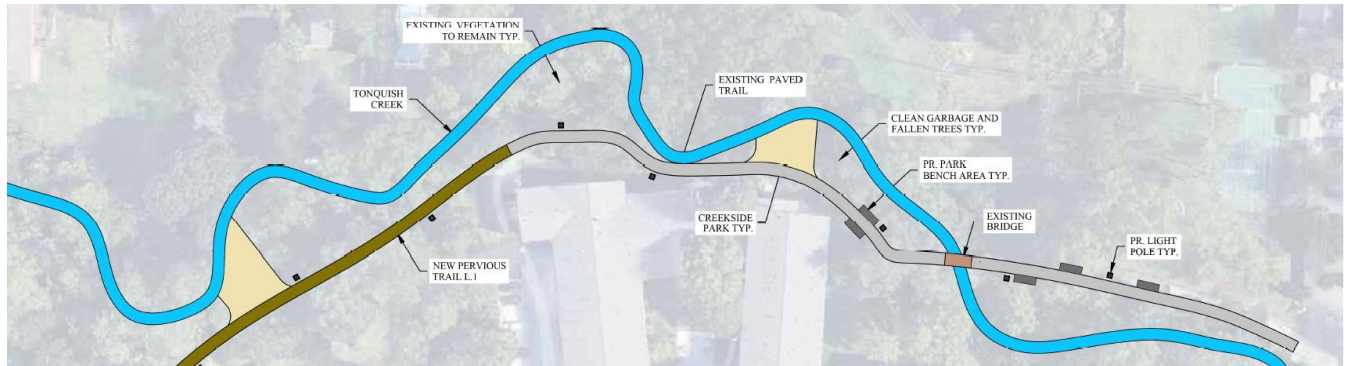 EXISTING VEGETATION
TO REMAIN TYP.
TONQUISH
CREEK
EXISTING PAVED
TRAIL
CLEAN GARBAGE AND
FALLEN TREES TYP.
PR. PARK
BENCH AREA TYP.
CREEKSIDE
PARK TYP.
EXISTING
BRIDGE
PR. LIGHT
POLE TYP.
NEW PERVIOUS
TRAIL L.1